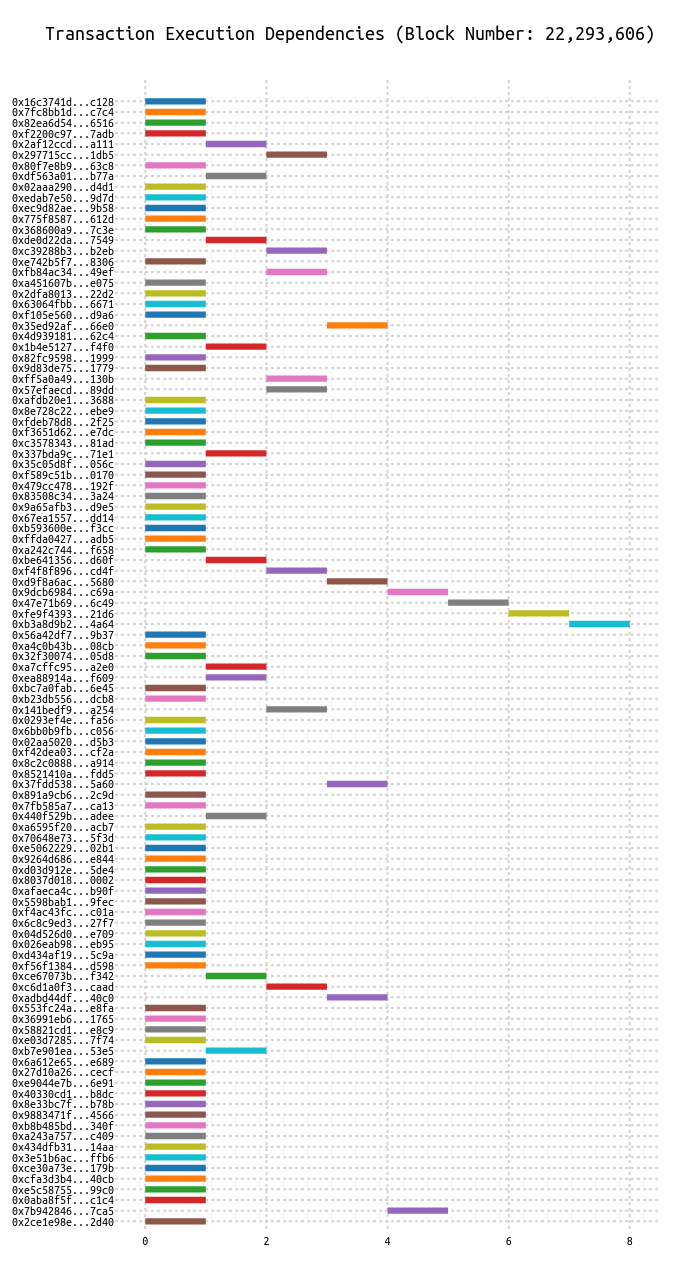 Transaction Execution Dependencies (Block Number: 22,293,606)
0x16c3741d...c128
0x7fc8bb1d...c7c4
0x82ea6d54...6516
0xf2200c97...7adb
0x2af12ccd...a111
0x297715cc...1db5
0x80f7e8b9...63c8
0xdf563a01...b77a
0x02aaa290...d4d1
0xedab7e50...9d7d
0xec9d82ae...9b58
0x775f8587...612d
0x368600a9...7c3e
0xde0d22da...7549
0xc39288b3...b2eb
0xe742b5f7...8306
0xfb84ac34...49ef
0xa451607b...e075
0x2dfa8013...22d2
0x63064fbb...6671
0xf105e560...d9a6
0x35ed92af...66e0
0x4d939181...62c4
0x1b4e5127...f4f0
0x82fc9598...1999
0x9d83de75...1779
0xff5a0a49...130b
0x57efaecd...89dd
0xafdb20e1...3688
0x8e728c22...ebe9
0xfdeb78d8...2f25
0xf3651d62...e7dc
0xc3578343...81ad
0x337bda9c...71e1
0x35c05d8f...056c
0xf589c51b...0170
0x479cc478...192f
0x83508c34...3a24
0x9a65afb3...d9e5
0x67ea1557...dd14
0xb593600e...f3cc
0xffda0427...adb5
0xa242c744...f658
0xbe641356...d60f
0xf4f8f896...cd4f
0xd9f8a6ac...5680
0x9dcb6984...c69a
0x47e71b69...6c49
0xfe9f4393...21d6
0xb3a8d9b2...4a64
0x56a42df7...9b37
0xa4c0b43b...08cb
0x32f30074...05d8
0xa7cffc95...a2e0
0xea88914a...f609
0xbc7a0fab...6e45
0xb23db556...dcb8
0x141bedf9...a254
0x0293ef4e...fa56
0x6bb0b9fb...c056
0x02aa5020...d5b3
0xf42dea03...cf2a
0x8c2c0888...a914
0x8521410a...fdd5
0x37fdd538...5a60
0x891a9cb6...2c9d
0x7fb585a7...ca13
0x440f529b...adee
0xa6595f20...acb7
0x70648e73...5f3d
0xe5062229...02b1
0x9264d686...e844
0xd03d912e...5de4
0x8037d018...0002
0xafaeca4c...b90f
0x5598bab1...9fec
0xf4ac43fc...c01a
0x6c8c9ed3...27f7
0x04d526d0...e709
0x026eab98...eb95
0xd434af19...5c9a
0xf56f1384...d598
0xce67073b...f342
0xc6d1a0f3...caad
0xadbd44df...40c0
0x553fc24a...e8fa
0x36991eb6...1765
0x58821cd1...e8c9
0xe03d7285...7f74
0xb7e901ea...53e5
0x6a612e65...e689
0x27d10a26...cecf
0xe9044e7b...6e91
0x40330cd1...b8dc
0x8e33bc7f...b78b
0x9883471f...4566
0xb8b485bd...340f
0xa243a757...c409
0x434dfb31...14aa
0x3e51b6ac...ffb6
0xce30a73e...179b
0xcfa3d3b4...40cb
0xe5c58755...99c0
0x0aba8f5f...c1c4
0x7b942846...7ca5
0x2ce1e98e...2d40
0 2 4 6 8